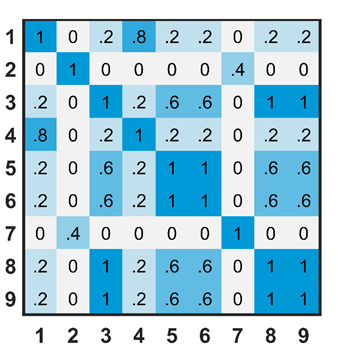 1 1 0 .2 .8 .2 .2 0 .2 .2
2 0 1 0 0 0 0 .4 0 0
3 .2 0 1 .2 .6 .6 0 1 1
4 .8 0 .2 1 .2 .2 0 .2 .2
5 .2 0 .6 .2 1 1 0 .6 .6
6 .2 0 .6 .2 1 1 0 .6 .6
7 0 .4 0 0 0 0 1 0 0
8 .2 0 1 .2 .6 .6 0 1 1
9 .2 0 1 .2 .6 .6 0 1 1
1 2 3 4 5 6 7 8 9